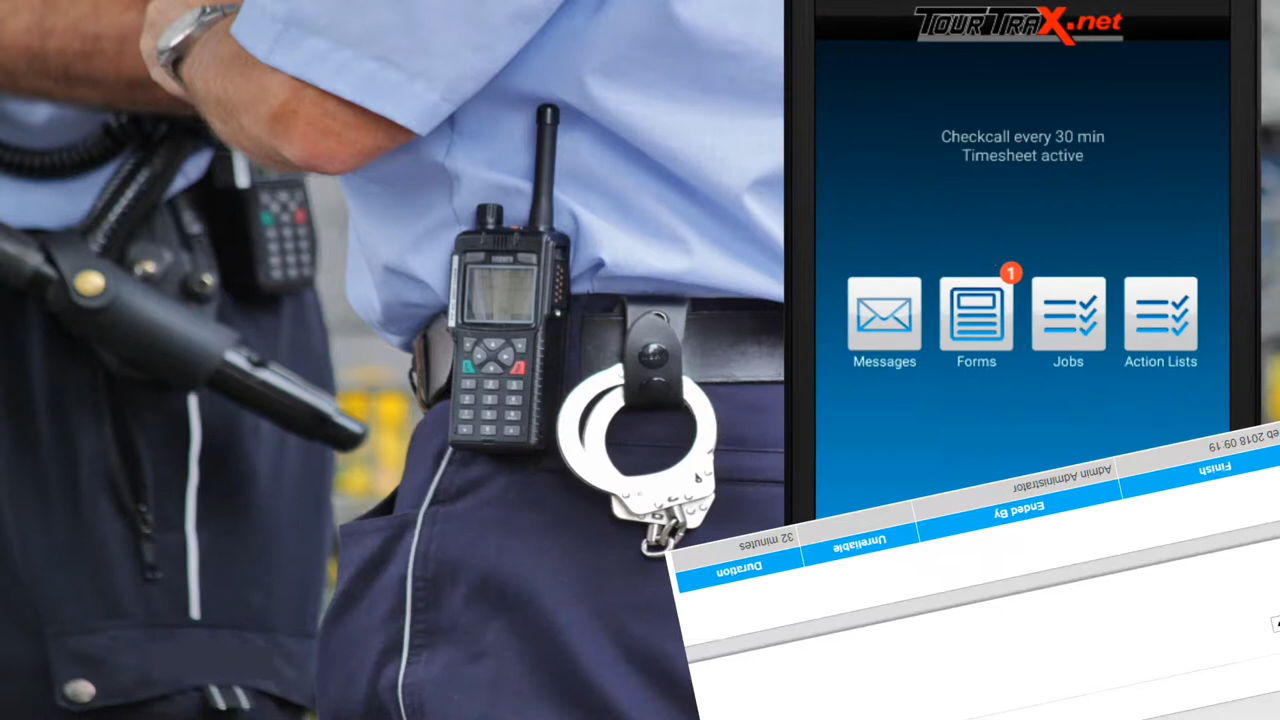 TOURTRAX.net
Checkcall every 30 min
Timesheet active
1
Messages
Forms
Jobs
Action Lists
eb 2018 09:19
Finish
Admin Administrator
Ended By
Unreliable
32 minutes
Duration